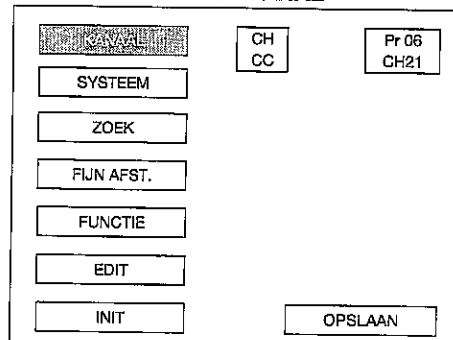 KANAAL
CH
CC
Pr 06
CH21
SYSTEEM
ZOEK
FIJN AFST.
FUNCTIE
EDIT
INIT
OPSLAAN